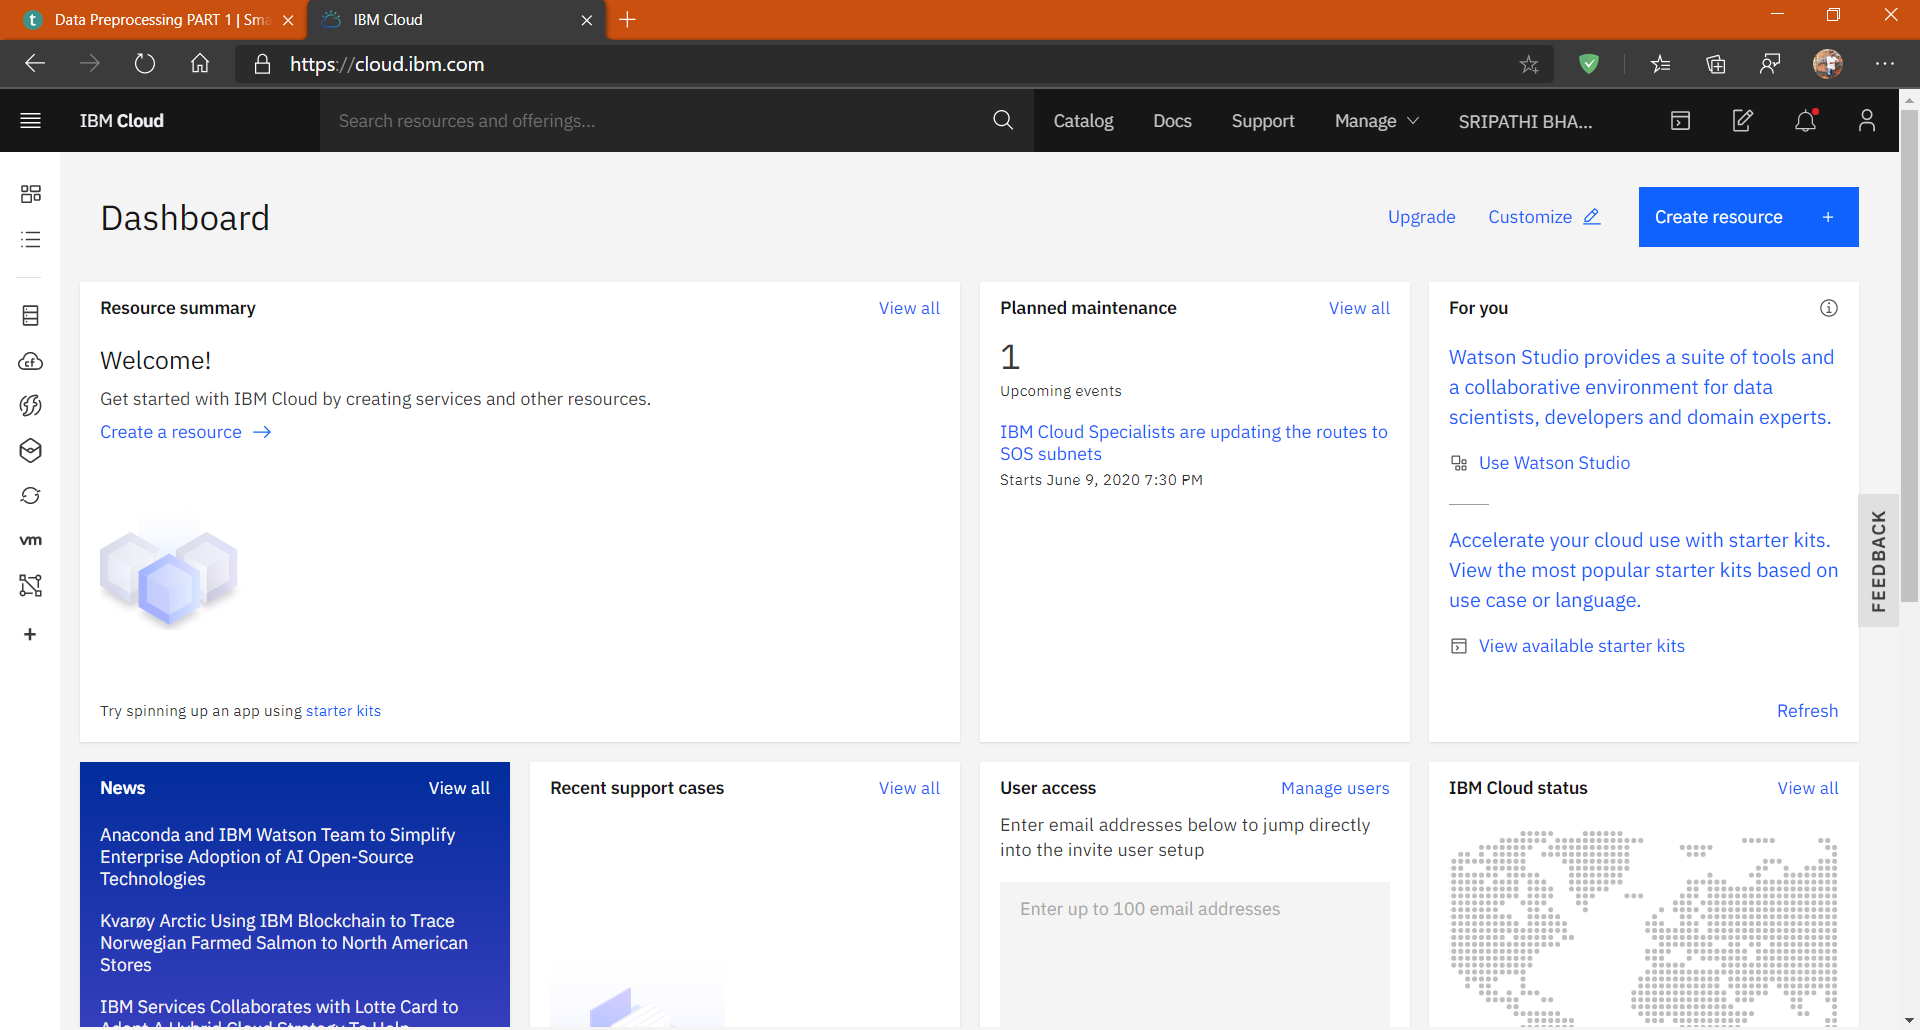 Data Preprocessing PART 1 | Sma
IBM Cloud
https://cloud.ibm.com
IBM Cloud
Search resources and offerings...
Catalog
Docs
Support
Manage
SRIPATHI BHA...
Dashboard
Upgrade
Customize
Create resource +
Resource summary
View all
Welcome!
Get started with IBM Cloud by creating services and other resources.
Create a resource
Try spinning up an app using starter kits
Planned maintenance
View all
1
Upcoming events
IBM Cloud Specialists are updating the routes to
SOS subnets
Starts June 9, 2020 7:30 PM
For you
Watson Studio provides a suite of tools and
a collaborative environment for data
scientists, developers and domain experts.
Use Watson Studio
Accelerate your cloud use with starter kits.
View the most popular starter kits based on
use case or language.
View available starter kits
Refresh
FEEDBACK
cf
vm
News
View all
Anaconda and IBM Watson Team to Simplify
Enterprise Adoption of AI Open-Source
Technologies
Kvarøy Arctic Using IBM Blockchain to Trace
Norwegian Farmed Salmon to North American
Stores
IBM Services Collaborates with Lotte Card to
Adopt A Hybrid Cloud Strategy To Help
Recent support cases
View all
User access
Manage users
Enter email addresses below to jump directly
into the invite user setup
Enter up to 100 email addresses
IBM Cloud status
View all